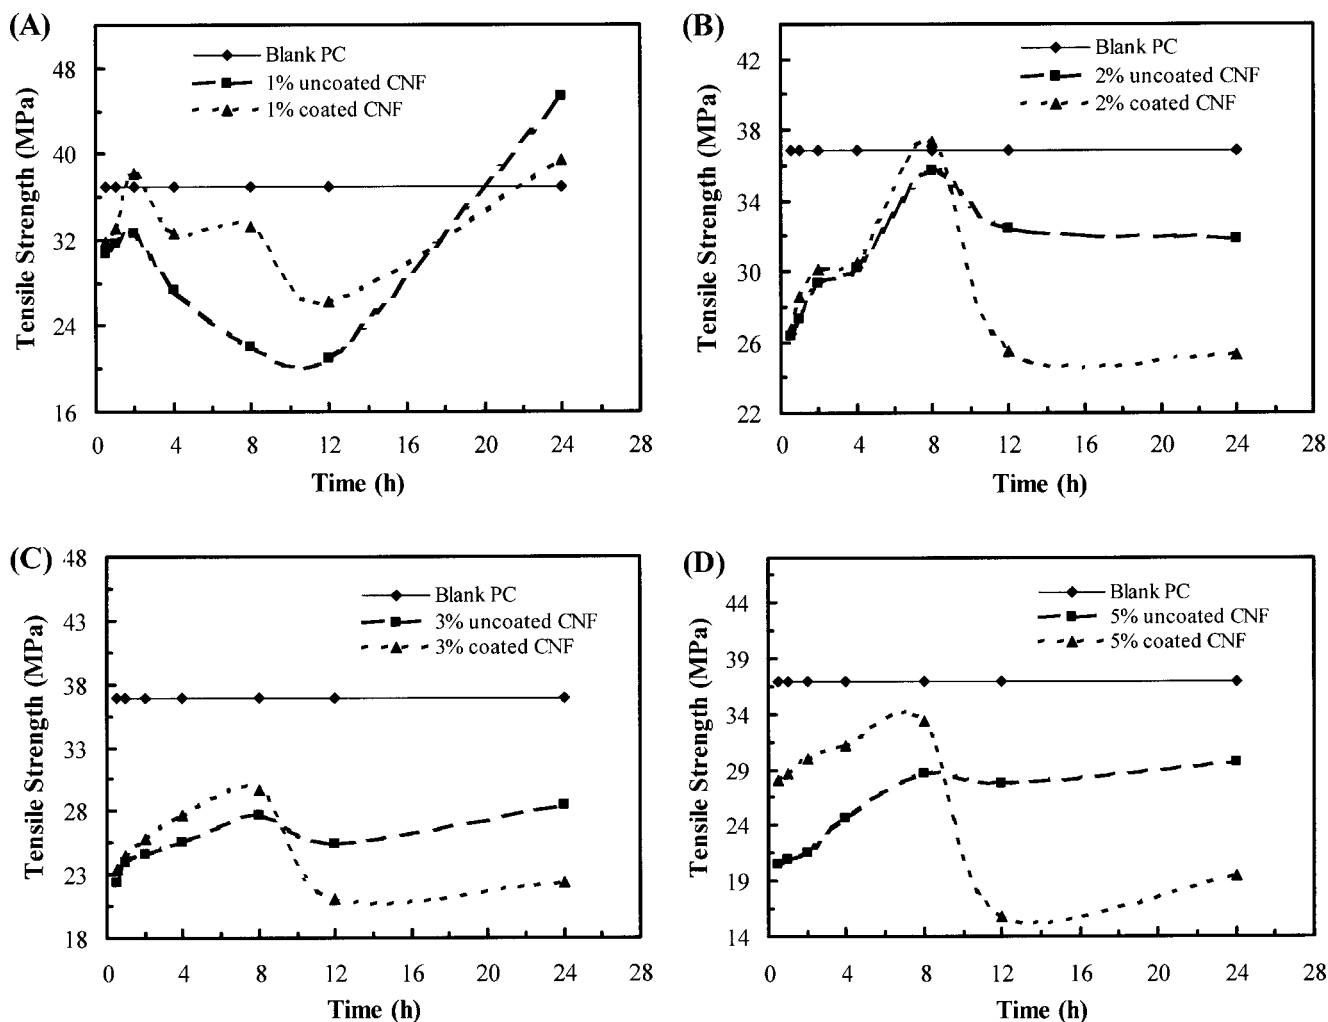 (A)
Blank PC
1% uncoated CNF
1% coated CNF
Tensile Strength (MPa)
48
40
32
24
16
0 4 8 12 16 20 24 28
Time (h)
(B)
Blank PC
2% uncoated CNF
2% coated CNF
Tensile Strength (MPa)
42
38
34
30
26
22
0 4 8 12 16 20 24 28
Time (h)
(C)
Blank PC
3% uncoated CNF
3% coated CNF
Tensile Strength (MPa)
48
43
38
33
28
23
18
0 4 8 12 16 20 24 28
Time (h)
(D)
Blank PC
5% uncoated CNF
5% coated CNF
Tensile Strength (MPa)
44
39
34
29
24
19
14
0 4 8 12 16 20 24 28
Time (h)